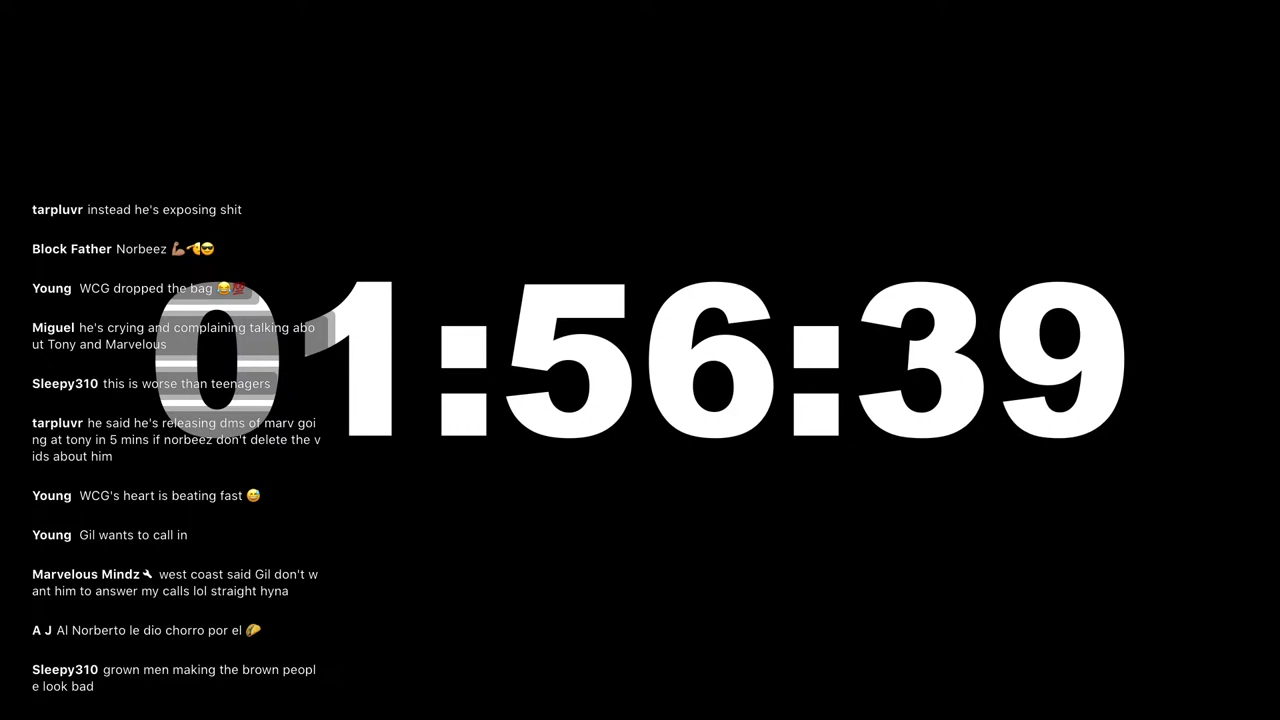 tarpluvr instead he's exposing shit
Block Father Norbeez 💪🏽🫡😎
Young WCG dropped the bag 😂💯
Miguel he's crying and complaining talking abo
ut Tony and Marvelous
Sleepy310 this is worse than teenagers
tarpluvr he said he's releasing dms of marv goi
ng at tony in 5 mins if norbeez don't delete the v
ids about him
Young WCG's heart is beating fast 😅
Young Gil wants to call in
Marvelous Mindz🔧 west coast said Gil don't w
ant him to answer my calls lol straight hyna
A J Al Norberto le dio chorro por el 🌮
Sleepy310 grown men making the brown peopl
e look bad
01:56:39